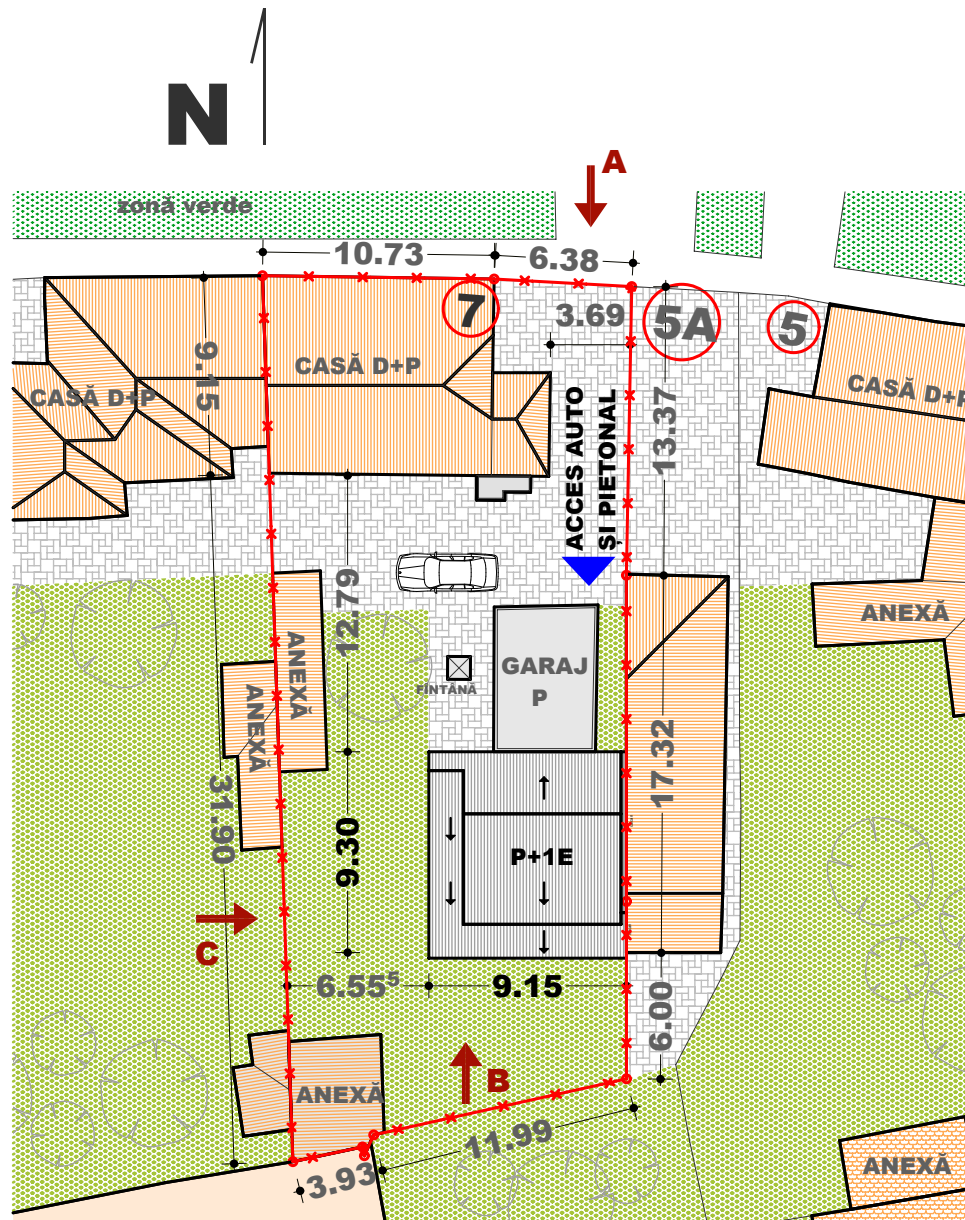 N
A
zonă verde
10.73
6.38
7
3.69
5A
5
9.15
CASĂ D+P
CASĂ D+P
CASĂ D+P
ACCES AUTO
ȘI PIETONAL
13.37
12.79
ANEXĂ
ANEXĂ
ANEXĂ
GARAJ
P
FÎNTÂNĂ
17.32
31.90
9.30
P+1E
C
6.55⁵
9.15
6.00
B
ANEXĂ
11.99
3.93
ANEXĂ